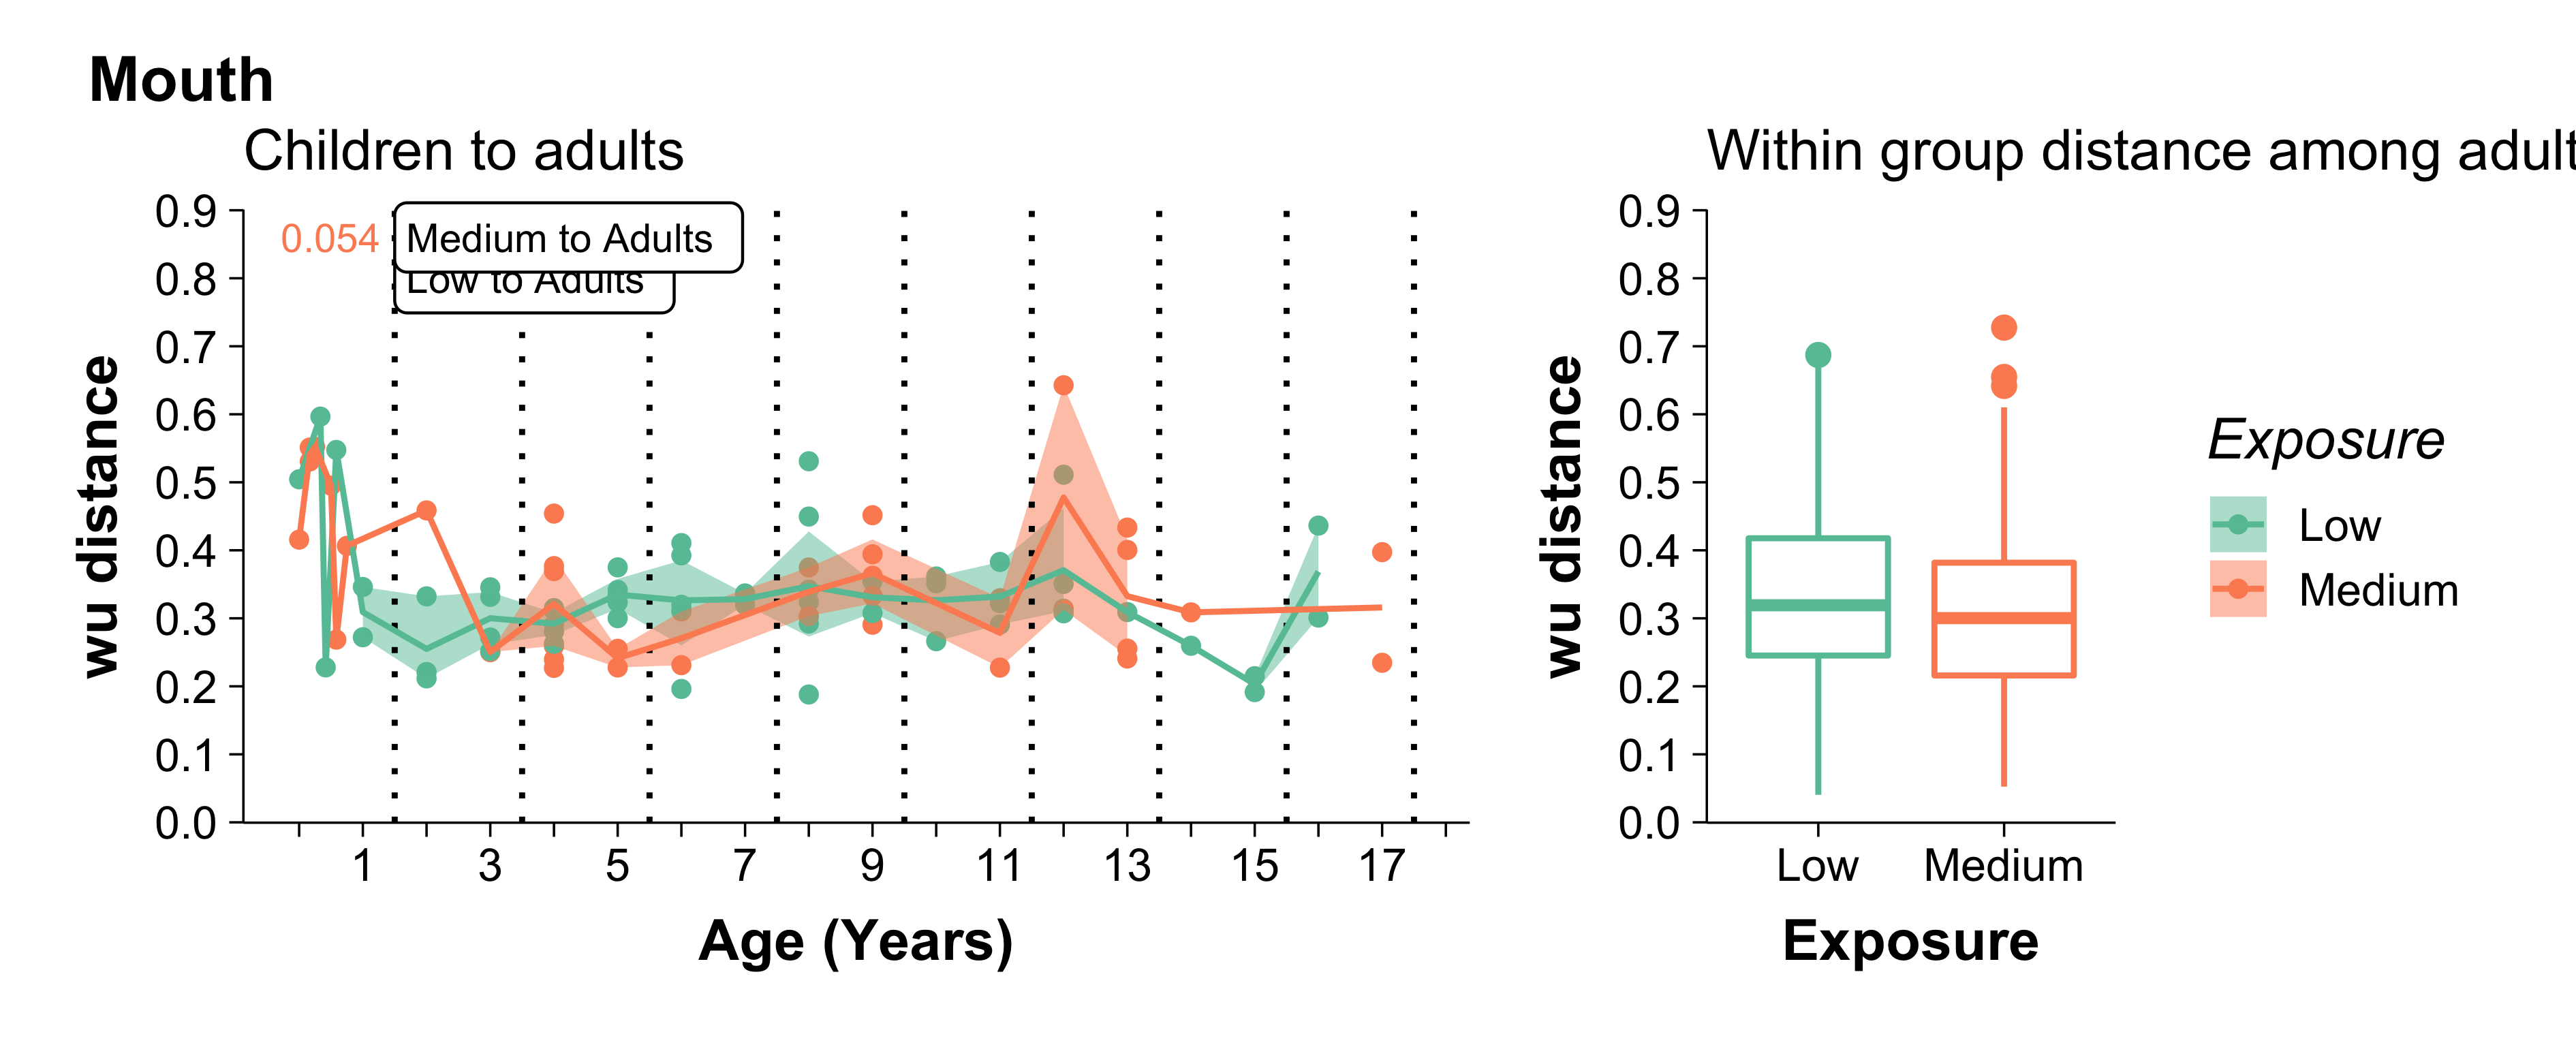 Mouth
Children to adults
0.9
0.8
0.7
0.6
0.5
0.4
0.3
0.2
0.1
0.0
wu distance
0.054
Medium to Adults
Low to Adults
1 3 5 7 9 11 13 15 17
Age (Years)
Within group distance among adult
0.9
0.8
0.7
0.6
0.5
0.4
0.3
0.2
0.1
0.0
wu distance
Low Medium
Exposure
Exposure
Low
Medium